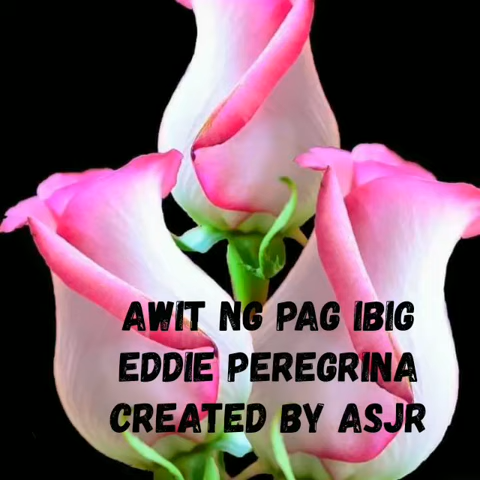 AWIT NG PAG IBIG
EDDIE PEREGRINA
CREATED BY ASJR